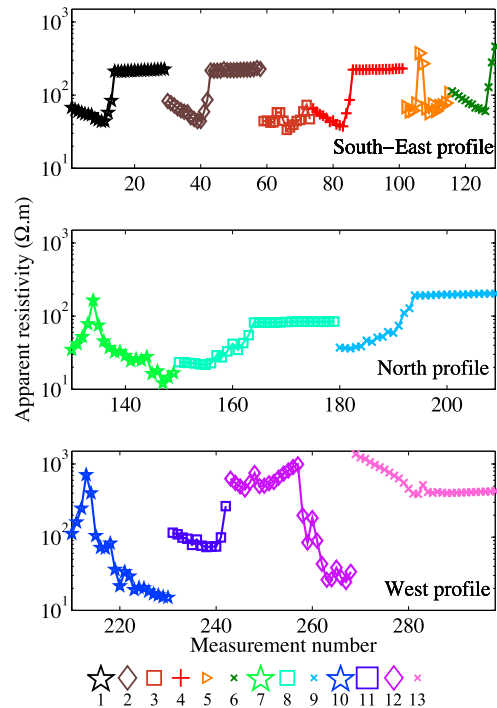 10³
10²
10¹
20 40 60 80 100 120
South−East profile
10³
10²
10¹
140 160 180 200
North profile
Apparent resistivity (Ω.m)
10³
10²
10¹
220 240 260 280
West profile
Measurement number
1 2 3 4 5 6 7 8 9 10 11 12 13